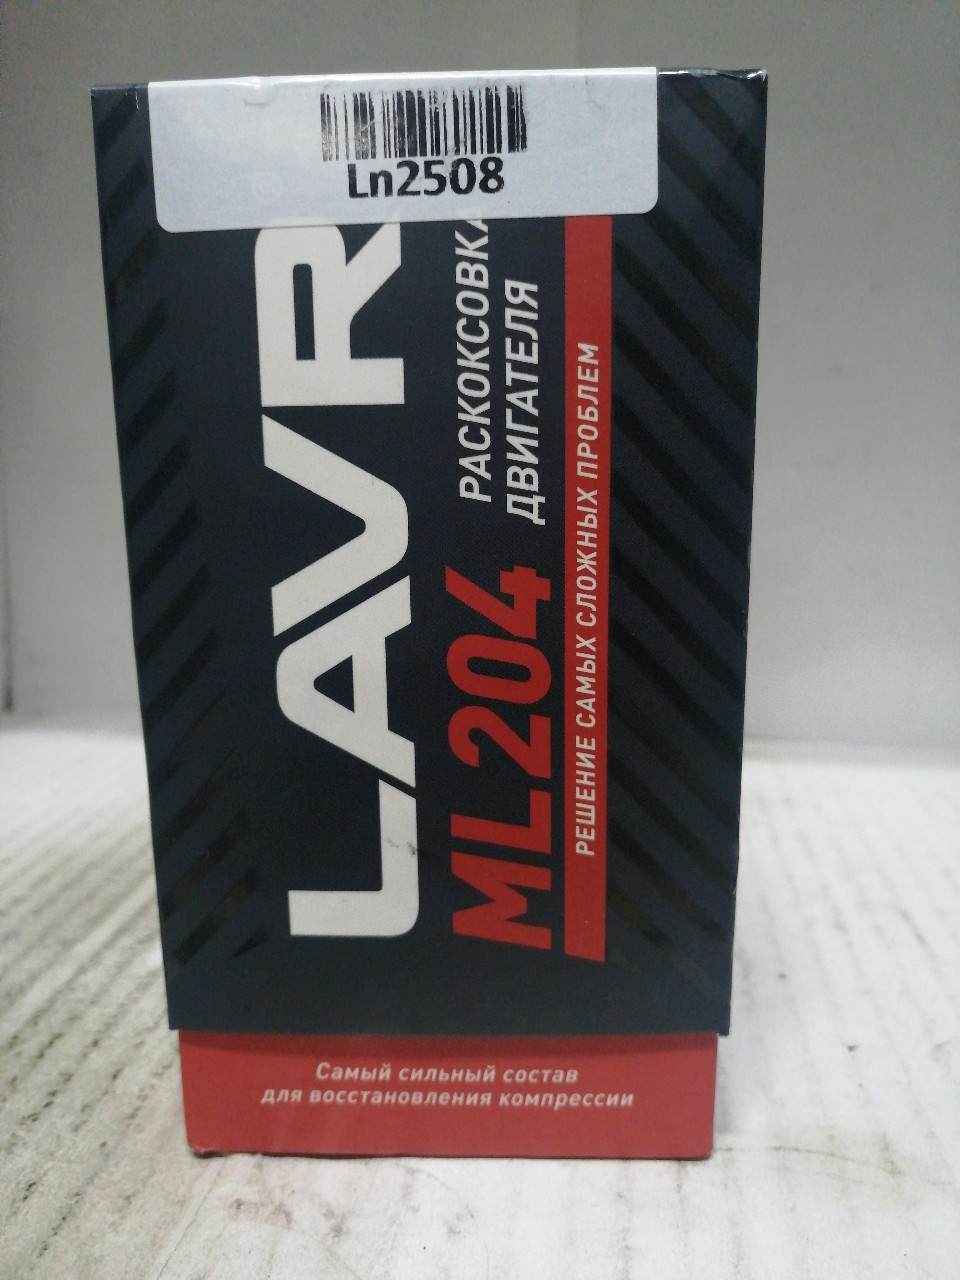 Ln2508
LAVR
РАСКОКСОВКА
ДВИГАТЕЛЯ
ML204
РЕШЕНИЕ САМЫХ СЛОЖНЫХ ПРОБЛЕМ
Самый сильный состав
для восстановления компрессии